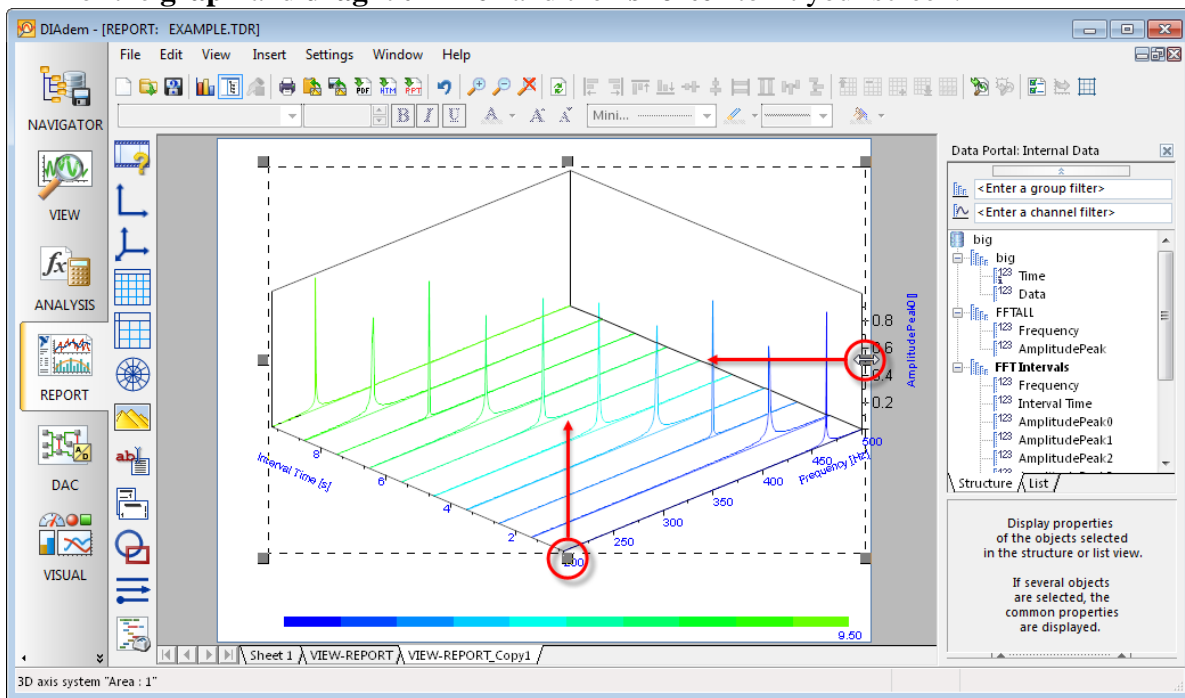 DIAdem - [REPORT: EXAMPLE.TDR]
File Edit View Insert Settings Window Help
NAVIGATOR
VIEW
ANALYSIS
REPORT
DAC
VISUAL
PDF HTM RPT
B I U A A A Mini...
0.8
0.6
0.4
0.2
AmplitudePeak0 []
8
6
4
2
Interval Time [s]
500
450
400
350
300
250
200
Frequency [Hz]
9.50
Sheet 1 VIEW-REPORT VIEW-REPORT_Copy1
3D axis system "Area : 1"
Data Portal: Internal Data
<Enter a group filter>
<Enter a channel filter>
big
big
Time
Data
FFTALL
Frequency
AmplitudePeak
FFT Intervals
Frequency
Interval Time
AmplitudePeak0
AmplitudePeak1
AmplitudePeak2
Structure List
Display properties
of the objects selected
in the structure or list view.
If several objects
are selected, the
common properties
are displayed.